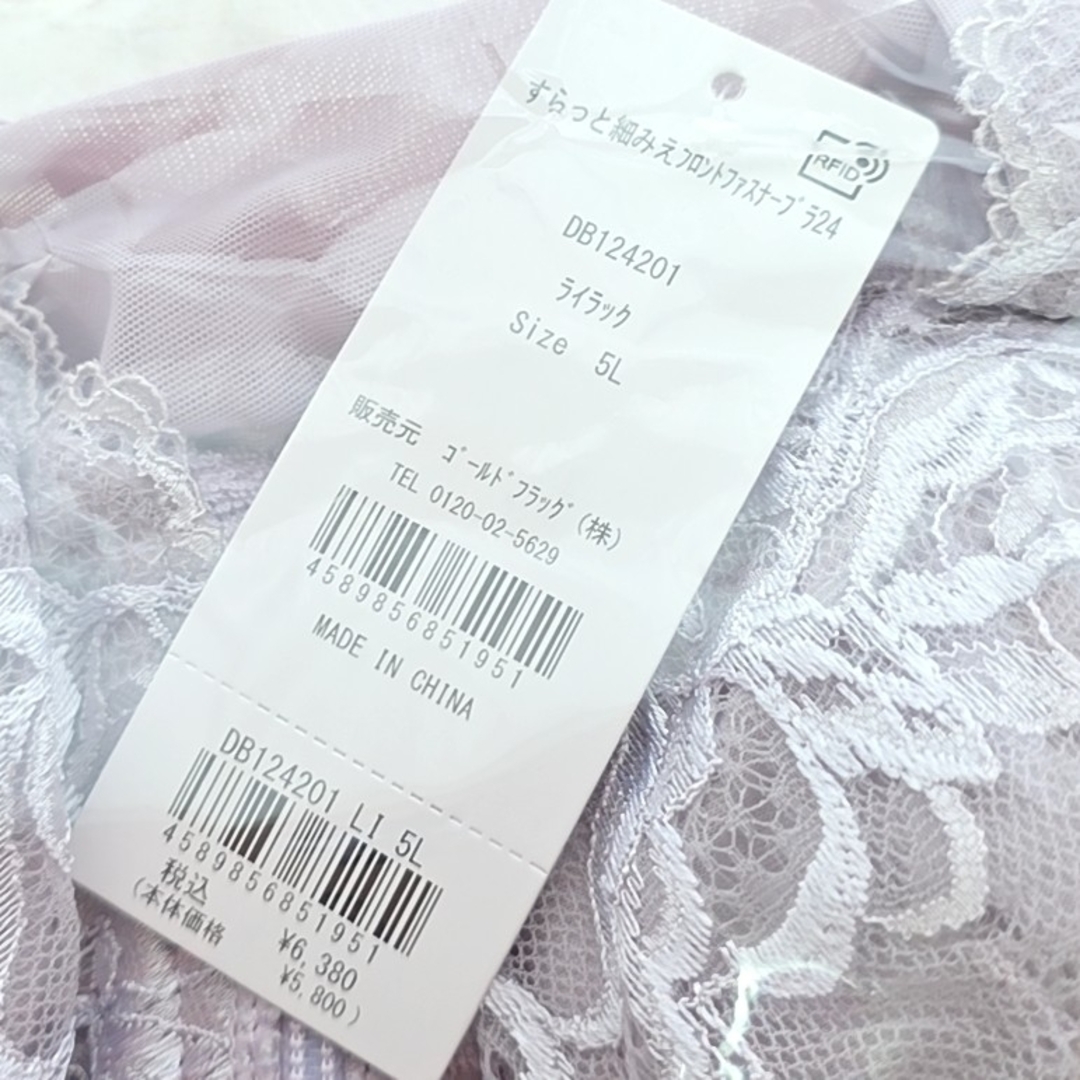 すらっと細みえフロントファスナーブラ24
RFID
DB124201
ライラック
Size 5L
販売元 ゴールドフラッグ(株)
TEL 0120-02-5629
4589856851951
MADE IN CHINA
DB124201 LI 5L
4589856851951
税込 ¥6,380
(本体価格 ¥5,800)